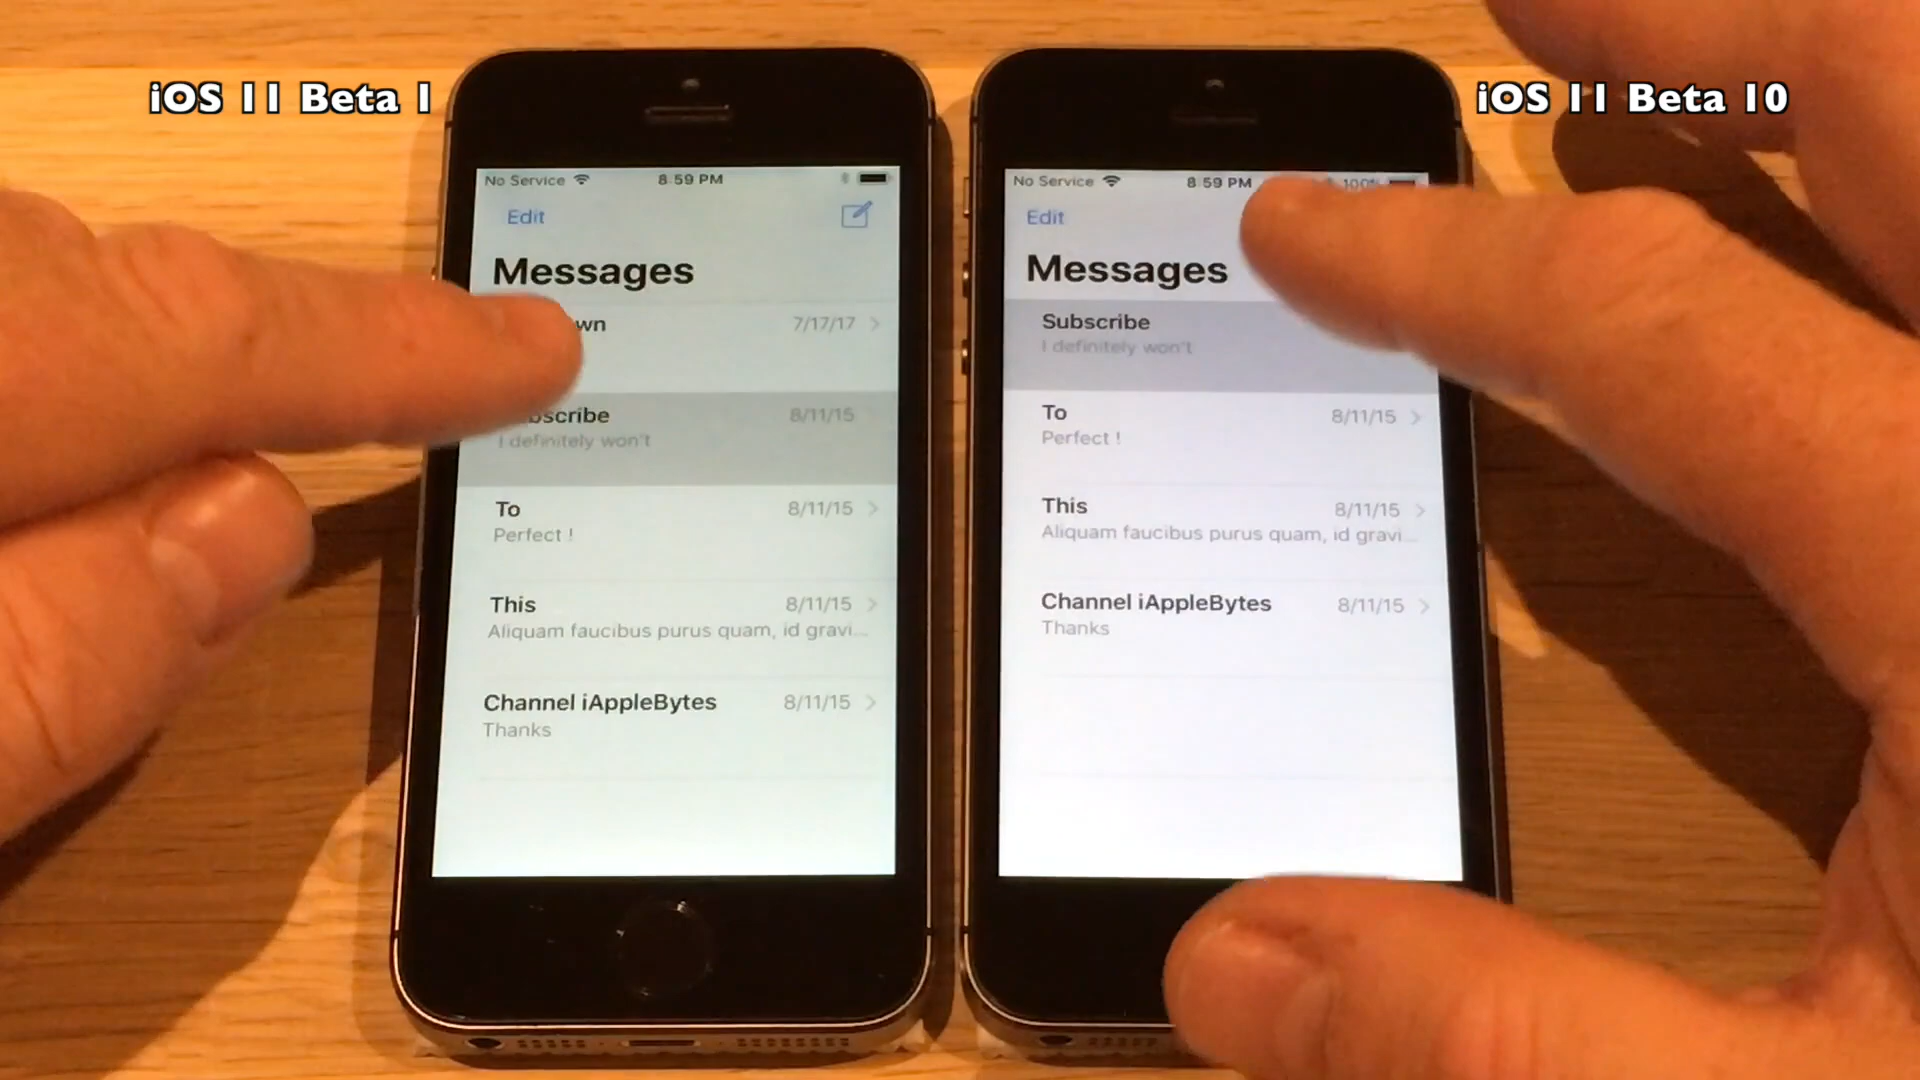 iOS 11 Beta 1
No Service 8:59 PM
Edit
Messages
7/17/17
Subscribe 8/11/15
I definitely won't
To 8/11/15
Perfect !
This 8/11/15
Aliquam faucibus purus quam, id gravi...
Channel iAppleBytes 8/11/15
Thanks
iOS 11 Beta 10
No Service 8:59 PM 100%
Edit
Messages
Subscribe
I definitely won't
To 8/11/15
Perfect !
This 8/11/15
Aliquam faucibus purus quam, id gravi...
Channel iAppleBytes 8/11/15
Thanks